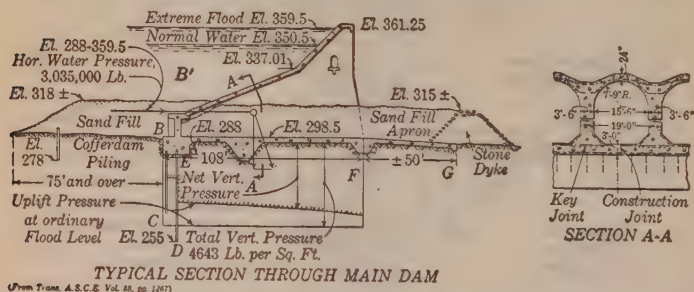 Extreme Flood El. 359.5
El. 361.25
Normal Water El. 350.5
El. 337.01
El. 288-359.5
Hor. Water Pressure,
3,035,000 Lb.
B'
A
El. 318 ±
El. 315 ±
Sand Fill
B
El. 288
El. 298.5
Sand Fill
Apron
El.
278
Cofferdam
Piling
E
108'
A
F
± 50'
G
Stone
Dyke
75' and over
Net Vert.
Pressure
Uplift Pressure
at ordinary
Flood Level
C
El. 255
D
Total Vert. Pressure
4643 Lb. per Sq. Ft.
± 24"
7'-9" R.
3'-6"
15'-6"
3'-6"
19'-0"
3'-0"
Key
Joint
Construction
Joint
SECTION A-A
TYPICAL SECTION THROUGH MAIN DAM
(From Trans. A.S.C.E. Vol. 88, pg. 1267)